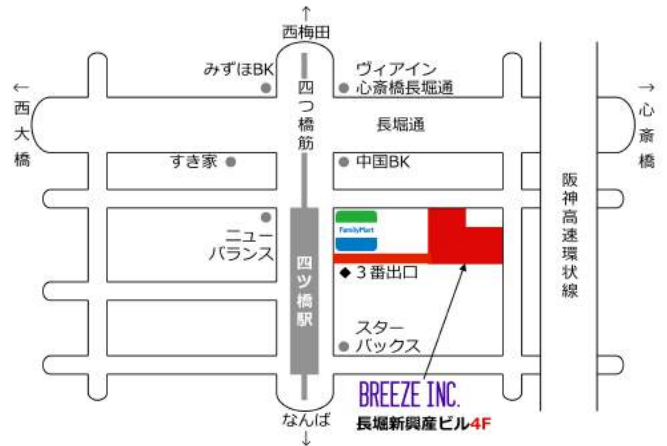 ↑
西梅田
みずほBK
ヴィアイン
心斎橋長堀通
←
西大橋
四つ橋筋
長堀通
→
心斎橋
すき家
中国BK
阪神高速環状線
ニュー
バランス
FamilyMart
四ツ橋駅
◆３番出口
スター
バックス
BREEZE INC.
長堀新興産ビル4F
なんば
↓